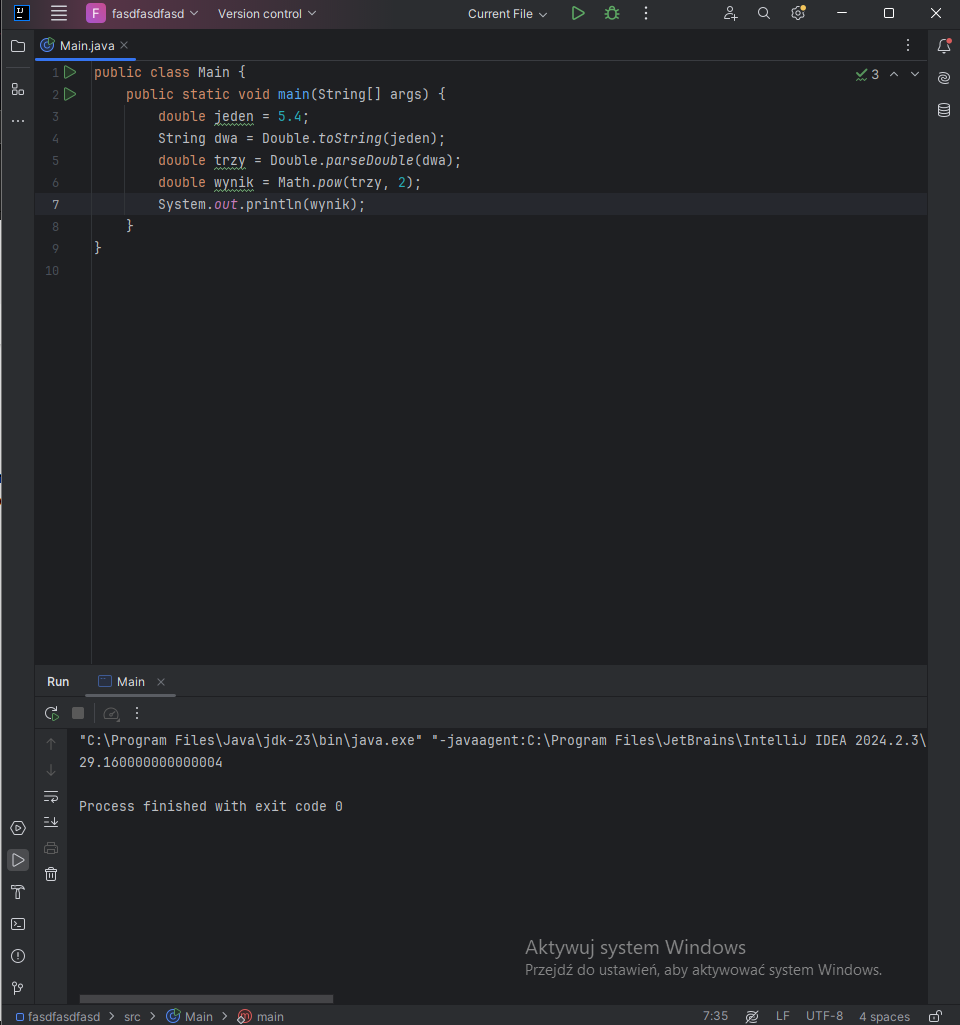 IJ F fasdfasdfasd Version control Current File
Main.java
3
1 public class Main {
2 public static void main(String[] args) {
3 double jeden = 5.4;
4 String dwa = Double.toString(jeden);
5 double trzy = Double.parseDouble(dwa);
6 double wynik = Math.pow(trzy, 2);
7 System.out.println(wynik);
8 }
9 }
10
Run Main
"C:\Program Files\Java\jdk-23\bin\java.exe" "-javaagent:C:\Program Files\JetBrains\IntelliJ IDEA 2024.2.3\
29.160000000000004
Process finished with exit code 0
Aktywuj system Windows
Przejdź do ustawień, aby aktywować system Windows.
fasdfasdfasd > src > Main > main 7:35 LF UTF-8 4 spaces